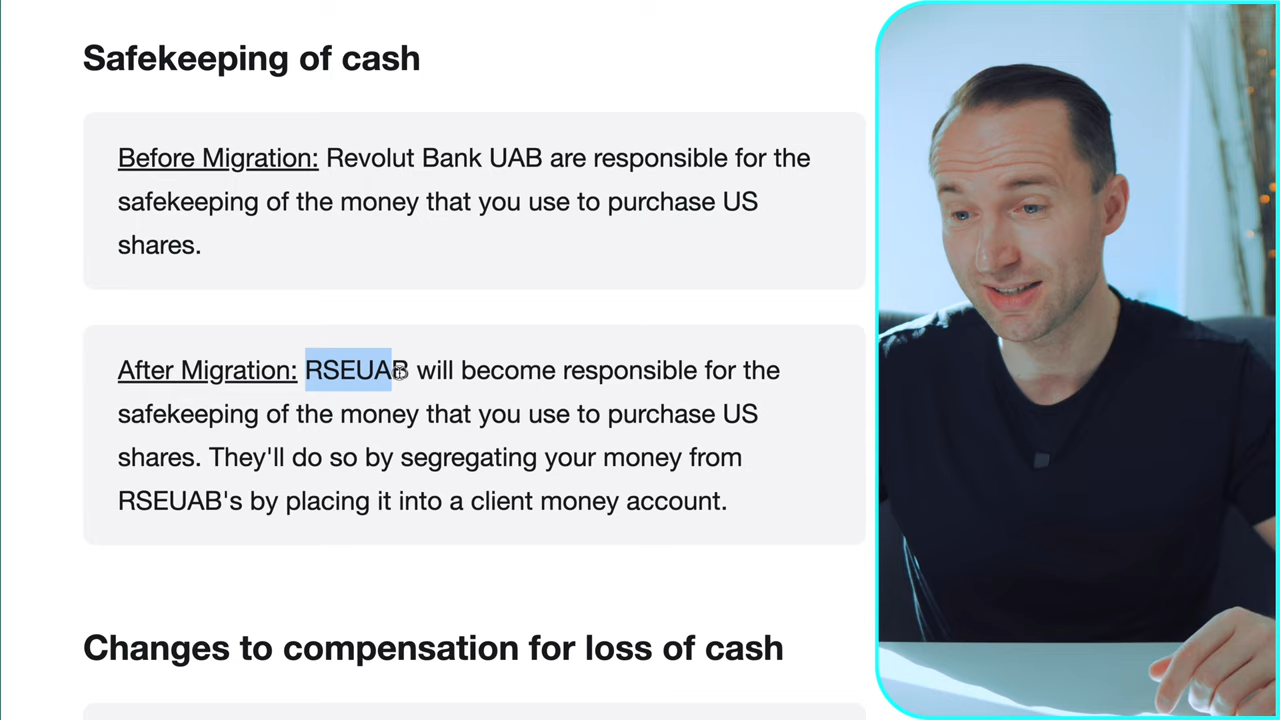 Safekeeping of cash
Before Migration: Revolut Bank UAB are responsible for the
safekeeping of the money that you use to purchase US
shares.
After Migration: RSEUAB will become responsible for the
safekeeping of the money that you use to purchase US
shares. They'll do so by segregating your money from
RSEUAB's by placing it into a client money account.
Changes to compensation for loss of cash